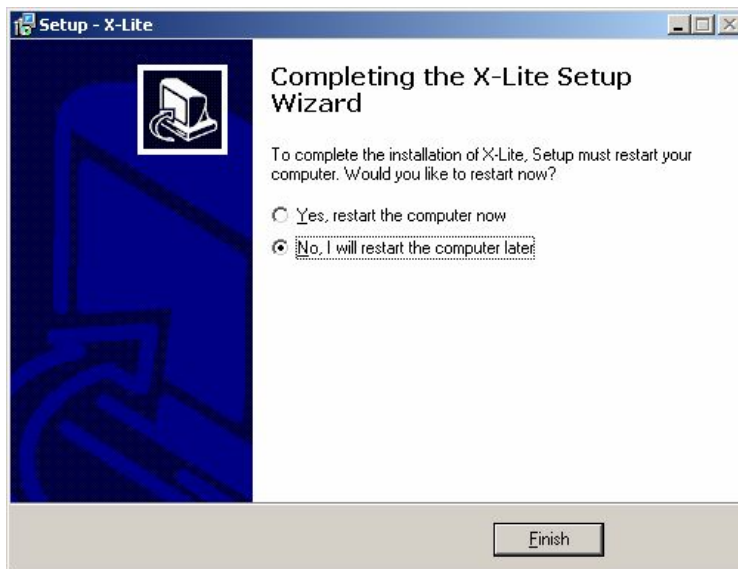 Setup - X-Lite
Completing the X-Lite Setup
Wizard
To complete the installation of X-Lite, Setup must restart your
computer. Would you like to restart now?
Yes, restart the computer now
No, I will restart the computer later
Finish